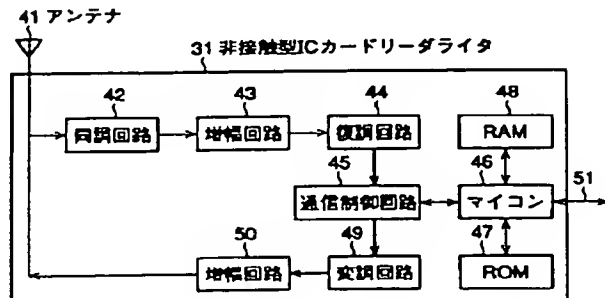 41 アンテナ
31 非接触型ICカードリーダライタ
42
43
44
48
同調回路
増幅回路
復調回路
RAM
45
46
51
通信制御回路
マイコン
50
49
47
増幅回路
変調回路
ROM